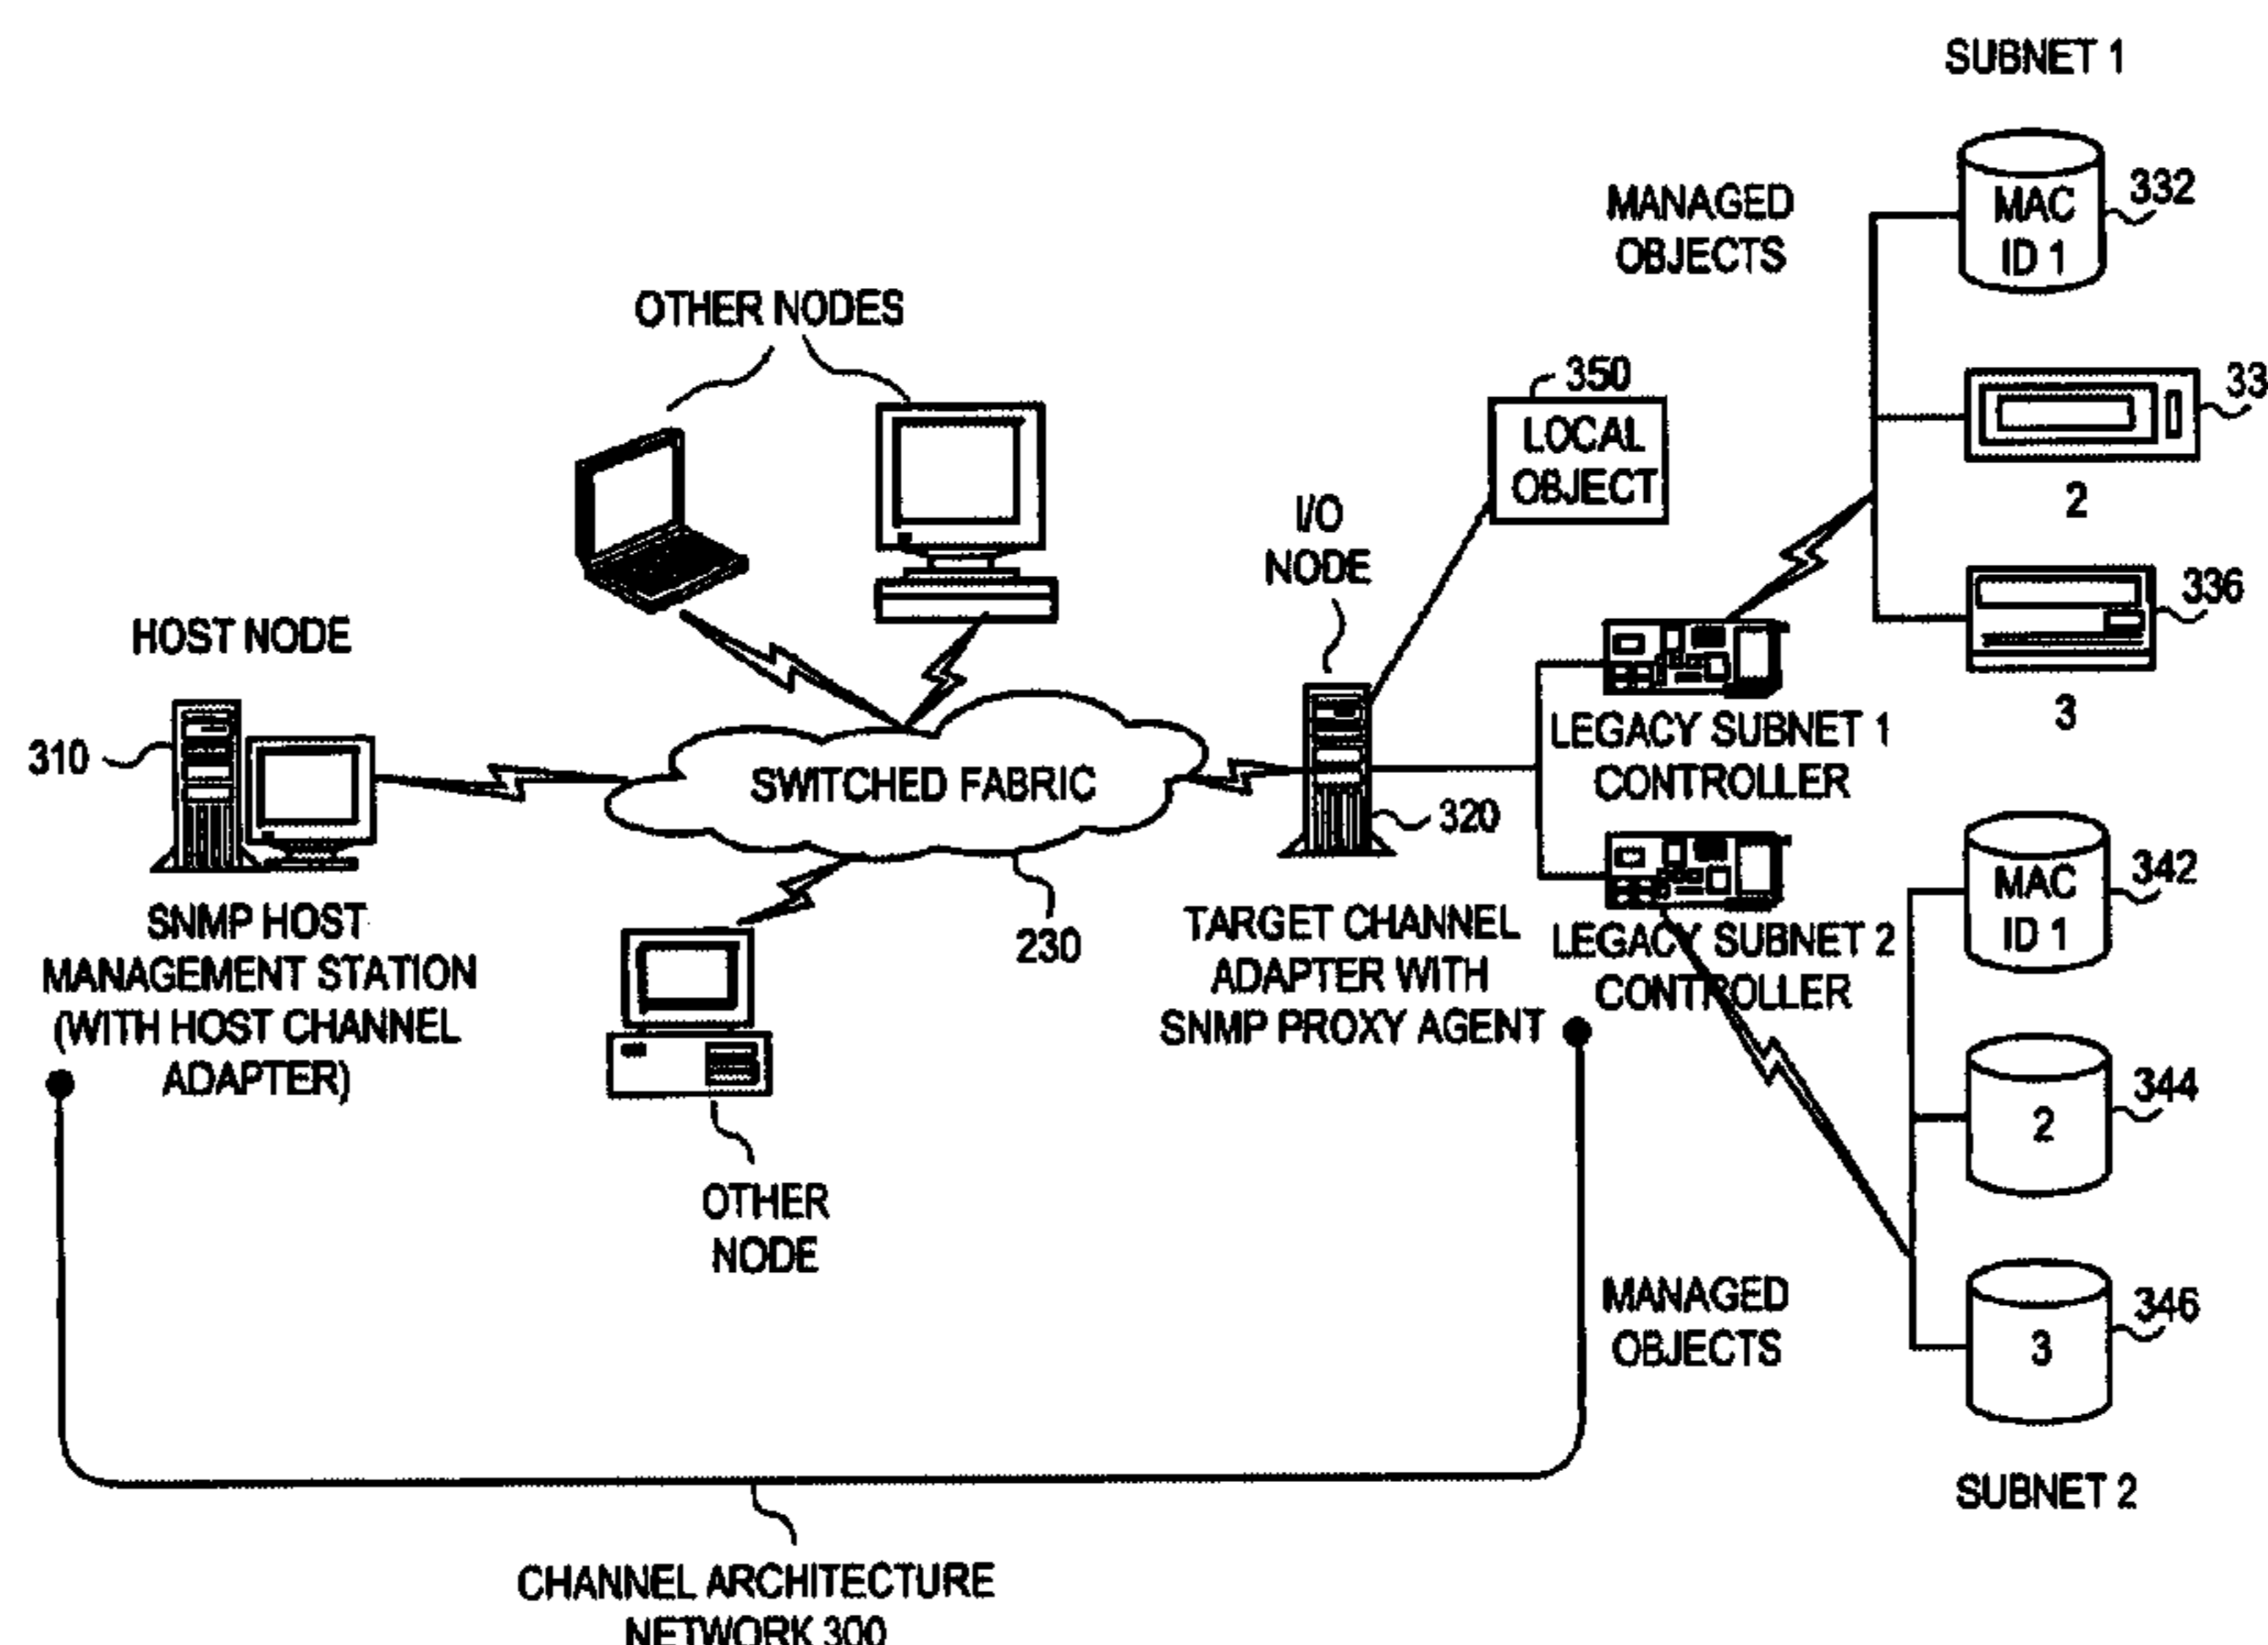 SUBNET 1
MANAGED
OBJECTS
MAC
ID 1
332
OTHER NODES
350
LOCAL
OBJECT
33
2
I/O
NODE
336
3
HOST NODE
310
SWITCHED FABRIC
320
LEGACY SUBNET 1
CONTROLLER
SNMP HOST
MANAGEMENT STATION
(WITH HOST CHANNEL
ADAPTER)
230
TARGET CHANNEL
ADAPTER WITH
SNMP PROXY AGENT
LEGACY SUBNET 2
CONTROLLER
MAC
ID 1
342
2
344
OTHER
NODE
MANAGED
OBJECTS
3
346
SUBNET 2
CHANNEL ARCHITECTURE
NETWORK 300